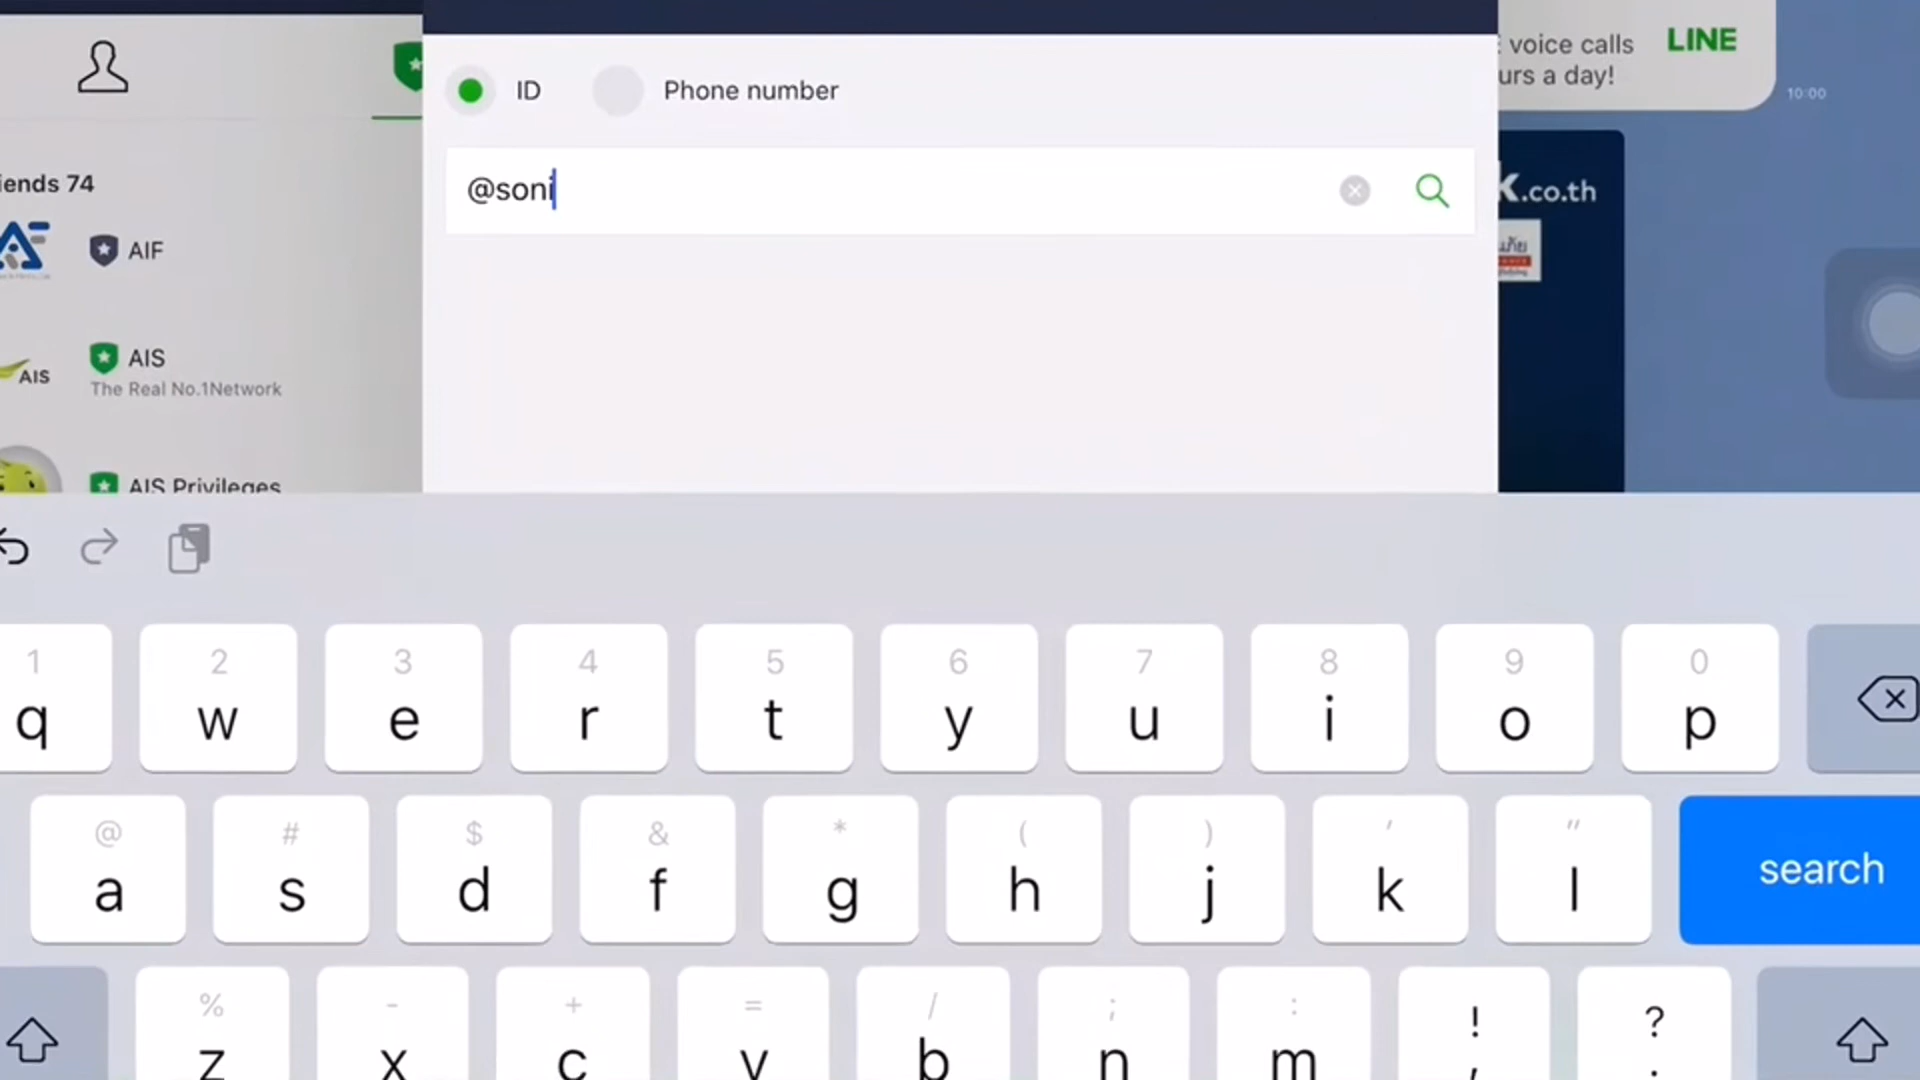 voice calls
urs a day!
LINE
10:00
ID
Phone number
@soni
iends 74
AIF
AIS
AIS
The Real No.1Network
AIS Privileges
K.co.th
1 2 3 4 5 6 7 8 9 0
q w e r t y u i o p
@ # $ & * ( ) ' "
a s d f g h j k l
search
% - + = / ; : ! ?
z x c v b n m , .